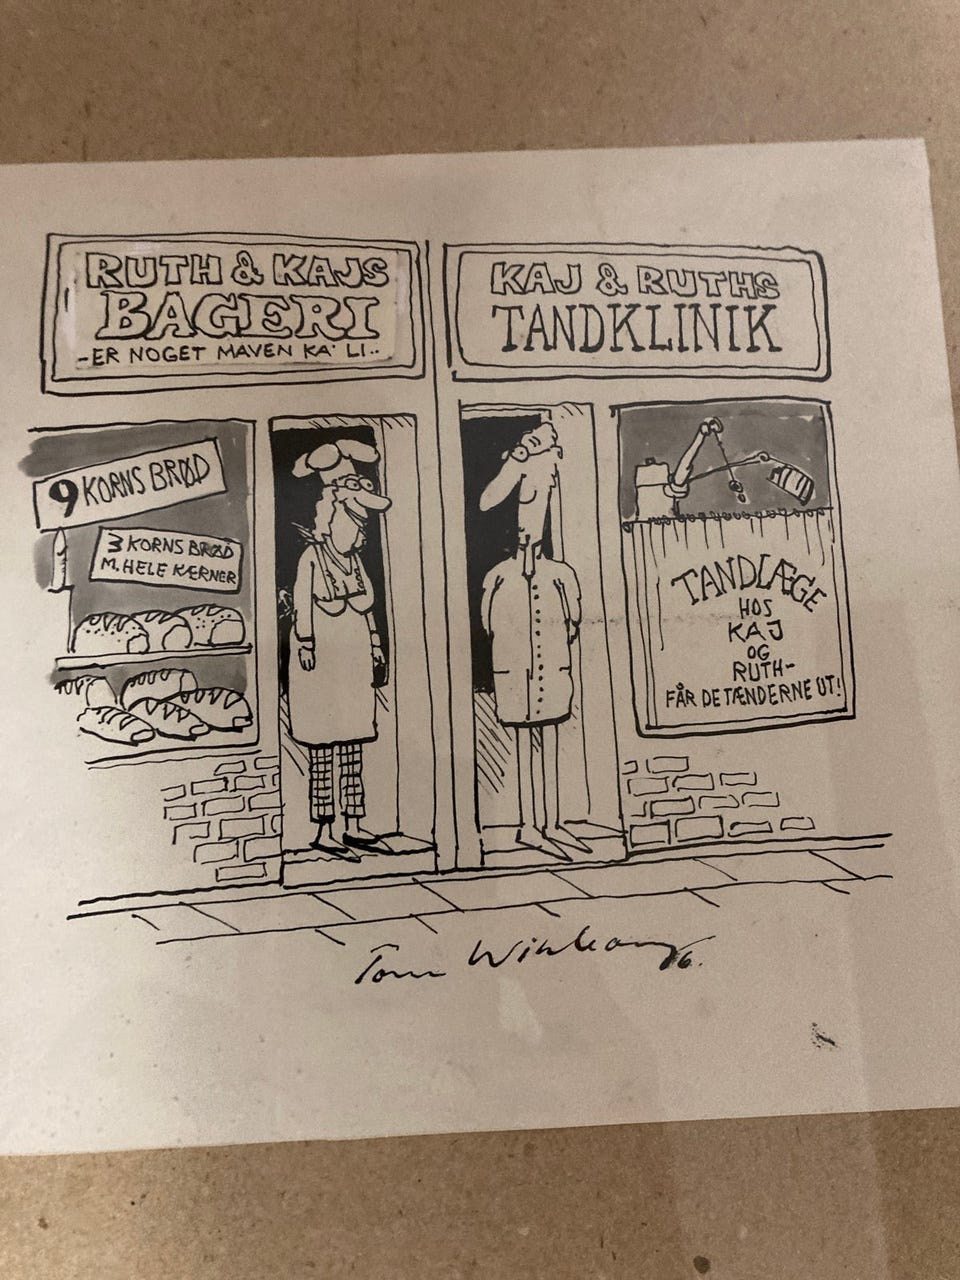 RUTH & KAJS
BAGERI
-ER NOGET MAVEN KA' LI..
KAJ & RUTHS
TANDKLINIK
9 KORNS BRØD
3 KORNS BRØD
M. HELE KÆRNER
TANDLÆGE
HOS
KAJ
OG
RUTH-
FÅR DE TÆNDERNE UT!
Tom